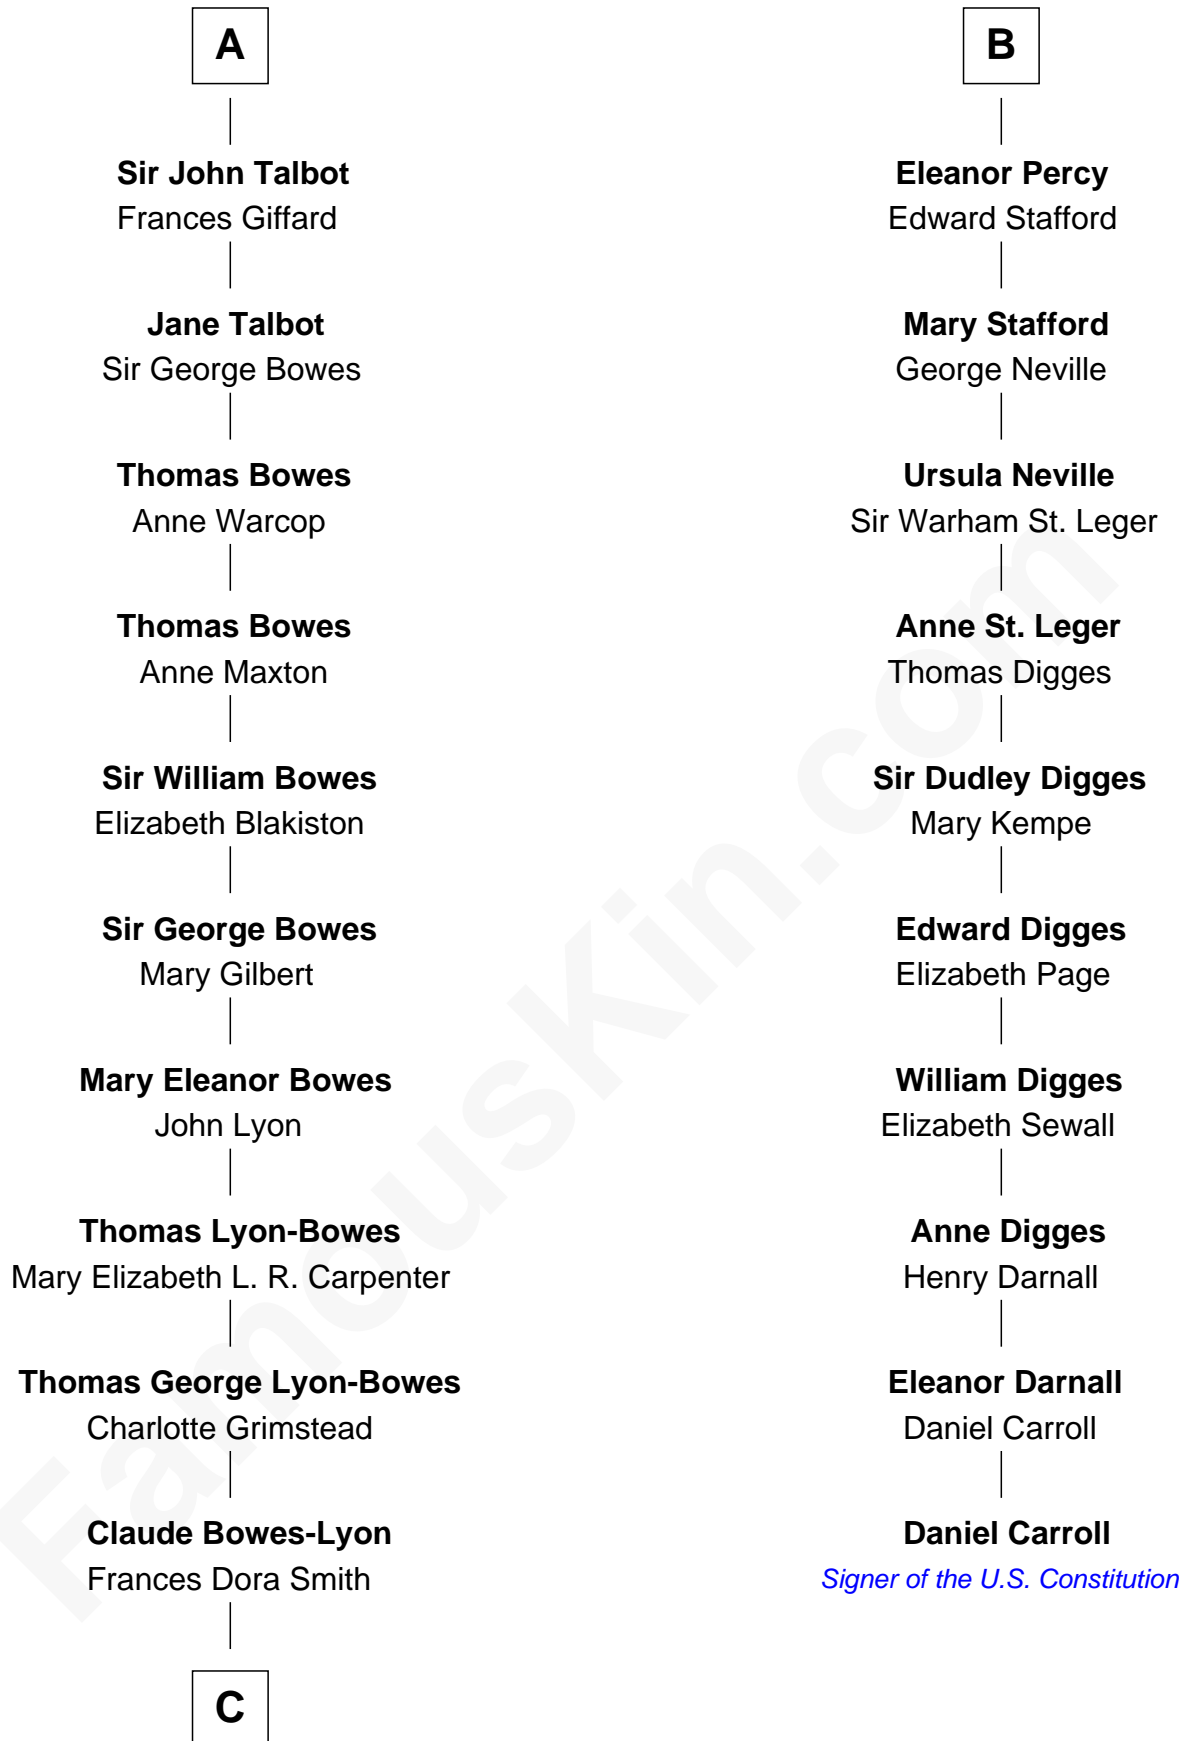 A
Sir John Talbot
Frances Giffard
Jane Talbot
Sir George Bowes
Thomas Bowes
Anne Warcop
Thomas Bowes
Anne Maxton
Sir William Bowes
Elizabeth Blakiston
Sir George Bowes
Mary Gilbert
Mary Eleanor Bowes
John Lyon
Thomas Lyon-Bowes
Mary Elizabeth L. R. Carpenter
Thomas George Lyon-Bowes
Charlotte Grimstead
Claude Bowes-Lyon
Frances Dora Smith
C
B
Eleanor Percy
Edward Stafford
Mary Stafford
George Neville
Ursula Neville
Sir Warham St. Leger
Anne St. Leger
Thomas Digges
Sir Dudley Digges
Mary Kempe
Edward Digges
Elizabeth Page
William Digges
Elizabeth Sewall
Anne Digges
Henry Darnall
Eleanor Darnall
Daniel Carroll
Daniel Carroll
Signer of the U.S. Constitution
FamousKin.com